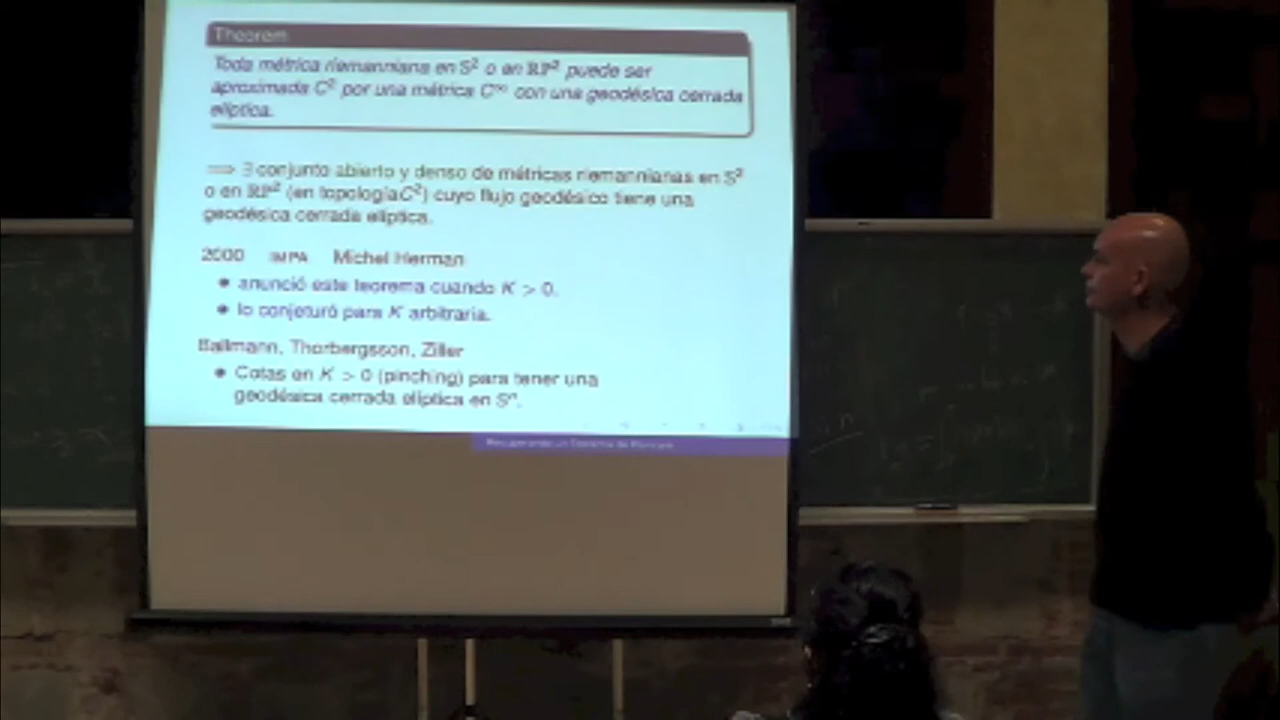 Theorem
Toda métrica riemanniana en S² o en ℝP² puede ser
aproximada C² por una métrica C∞ con una geodésica cerrada
elíptica.
⟹ ∃ conjunto abierto y denso de métricas riemannianas en S²
o en ℝP² (en topología C²) cuyo flujo geodésico tiene una
geodésica cerrada elíptica.
2000 IMPA Michel Herman
• anunció este teorema cuando K > 0.
• lo conjeturó para K arbitraria.
Ballmann, Thorbergsson, Ziller
• Cotas en K > 0 (pinching) para tener una
geodésica cerrada elíptica en Sⁿ.